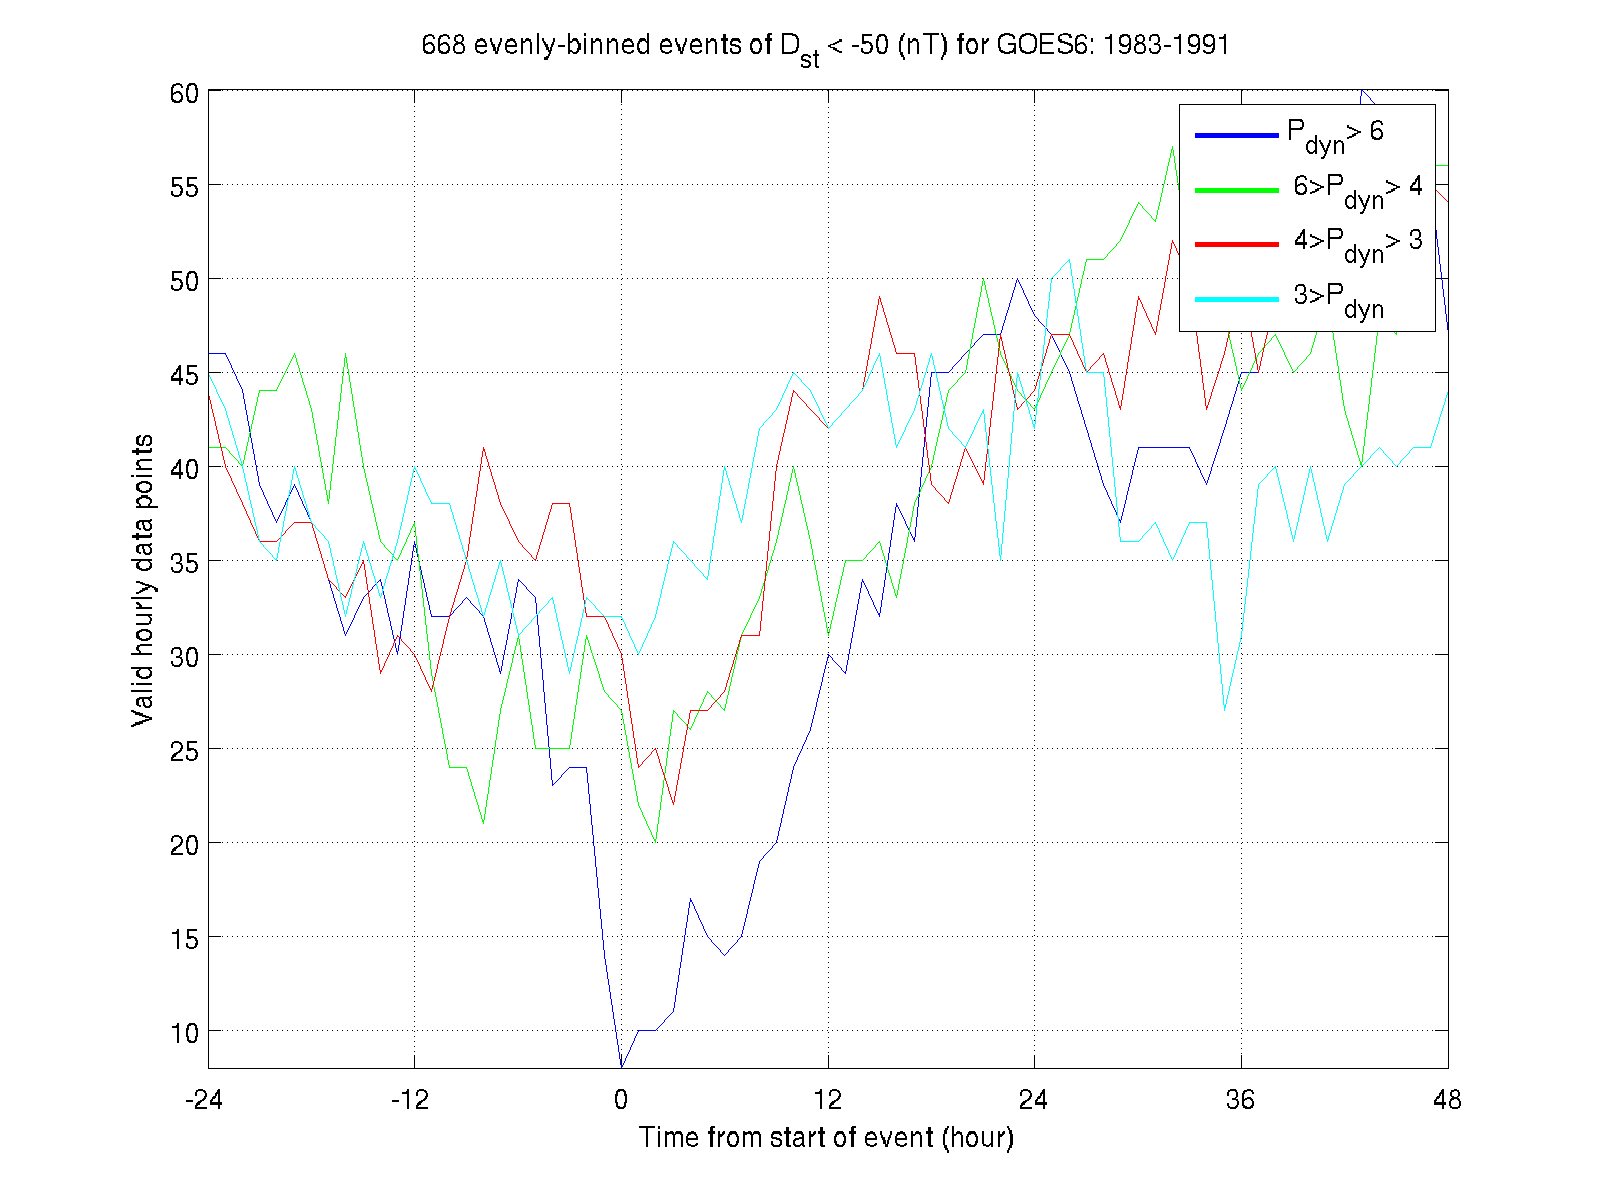 668 evenly-binned events of Dst < -50 (nT) for GOES6: 1983-1991
60
55
50
45
40
35
30
25
20
15
10
Valid hourly data points
Pdyn> 6
6>Pdyn> 4
4>Pdyn> 3
3>Pdyn
-24
-12
0
12
24
36
48
Time from start of event (hour)